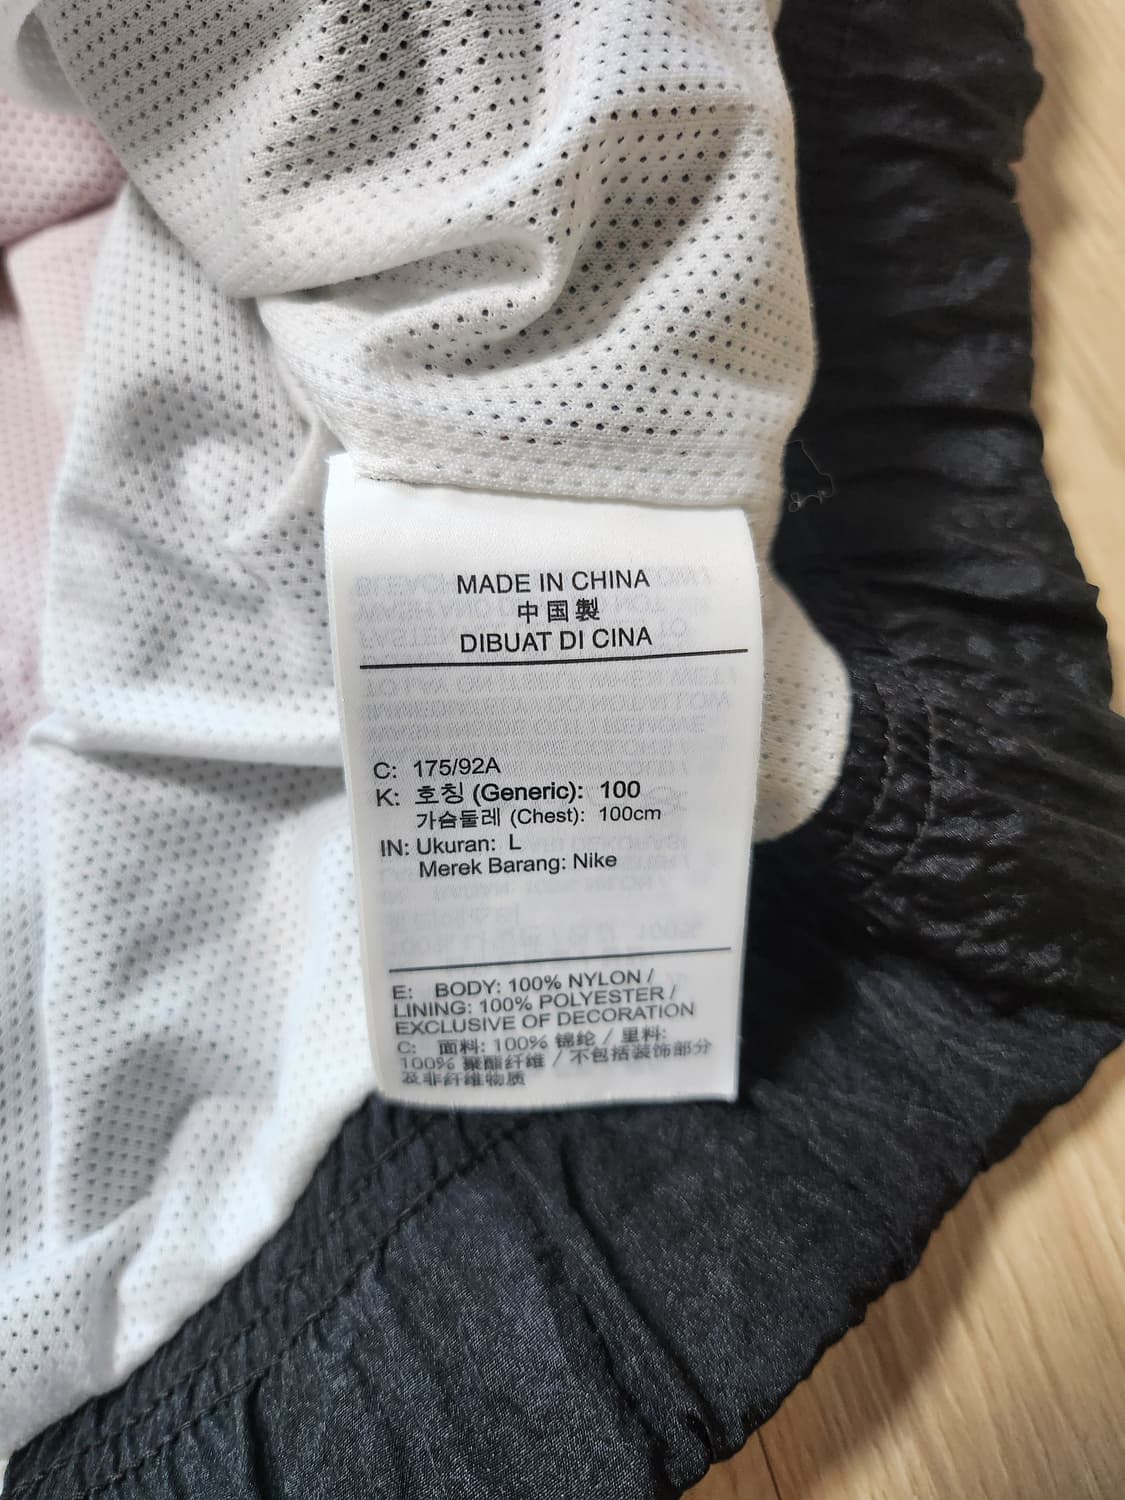 MADE IN CHINA
中国製
DIBUAT DI CINA
C: 175/92A
K: 호칭 (Generic): 100
가슴둘레 (Chest): 100cm
IN: Ukuran: L
Merek Barang: Nike
E: BODY: 100% NYLON /
LINING: 100% POLYESTER /
EXCLUSIVE OF DECORATION
C: 面料: 100% 锦纶 / 里料:
100% 聚酯纤维 / 不包括装饰部分
及非纤维物质